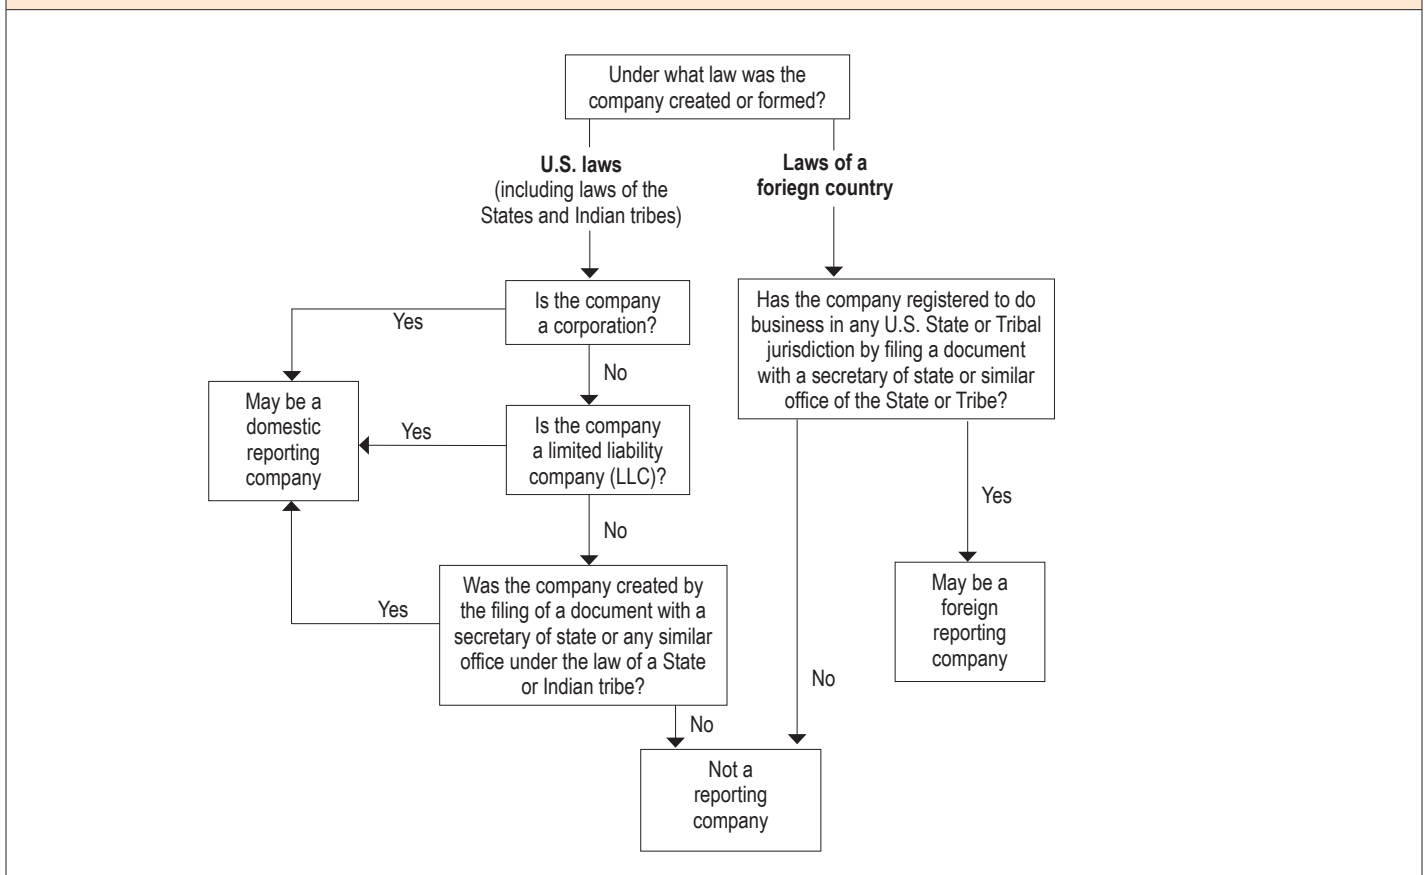 Under what law was the
company created or formed?
U.S. laws
(including laws of the
States and Indian tribes)
Laws of a
foriegn country
Is the company
a corporation?
Yes
No
Has the company registered to do
business in any U.S. State or Tribal
jurisdiction by filing a document
with a secretary of state or similar
office of the State or Tribe?
May be a
domestic
reporting
company
Yes
Is the company
a limited liability
company (LLC)?
No
Yes
Was the company created by
the filing of a document with a
secretary of state or any similar
office under the law of a State
or Indian tribe?
Yes
May be a
foreign
reporting
company
No
No
Not a
reporting
company